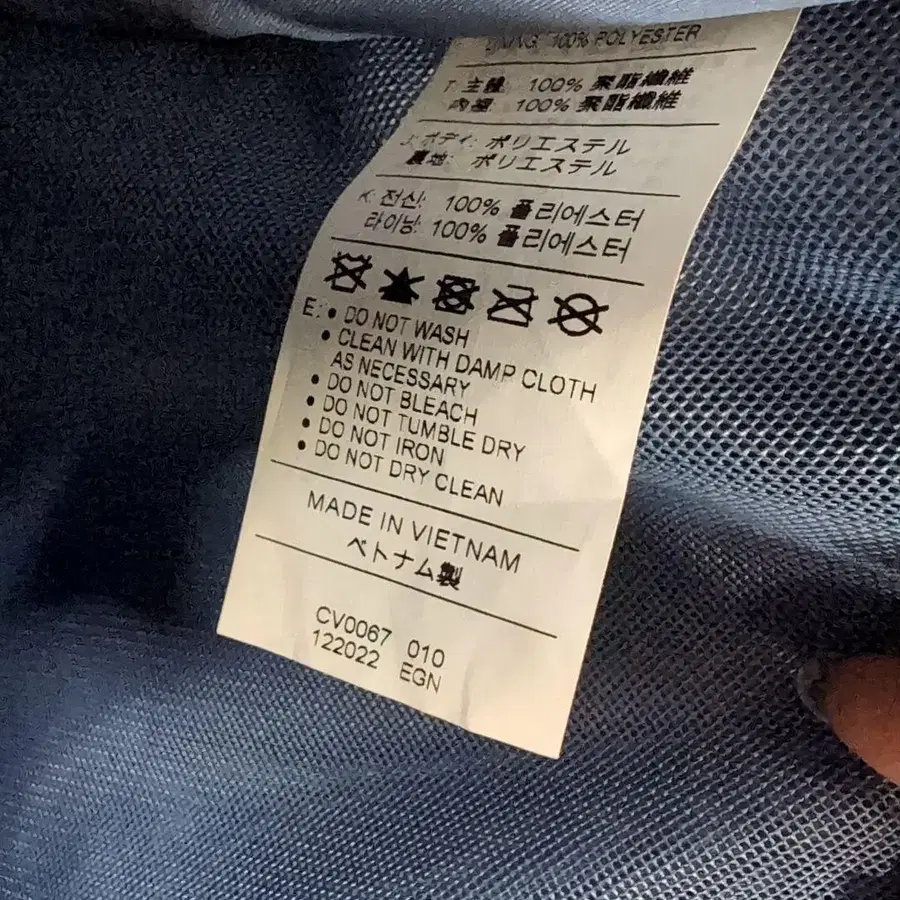 LINING: 100% POLYESTER
T: 主體: 100% 聚酯纖維
內裡: 100% 聚酯纖維
J: ボディ: ポリエステル
裏地: ポリエステル
K: 전신: 100% 폴리에스터
라이닝: 100% 폴리에스터
E: • DO NOT WASH
• CLEAN WITH DAMP CLOTH
AS NECESSARY
• DO NOT BLEACH
• DO NOT TUMBLE DRY
• DO NOT IRON
• DO NOT DRY CLEAN
MADE IN VIETNAM
ベトナム製
CV0067 010
122022 EGN